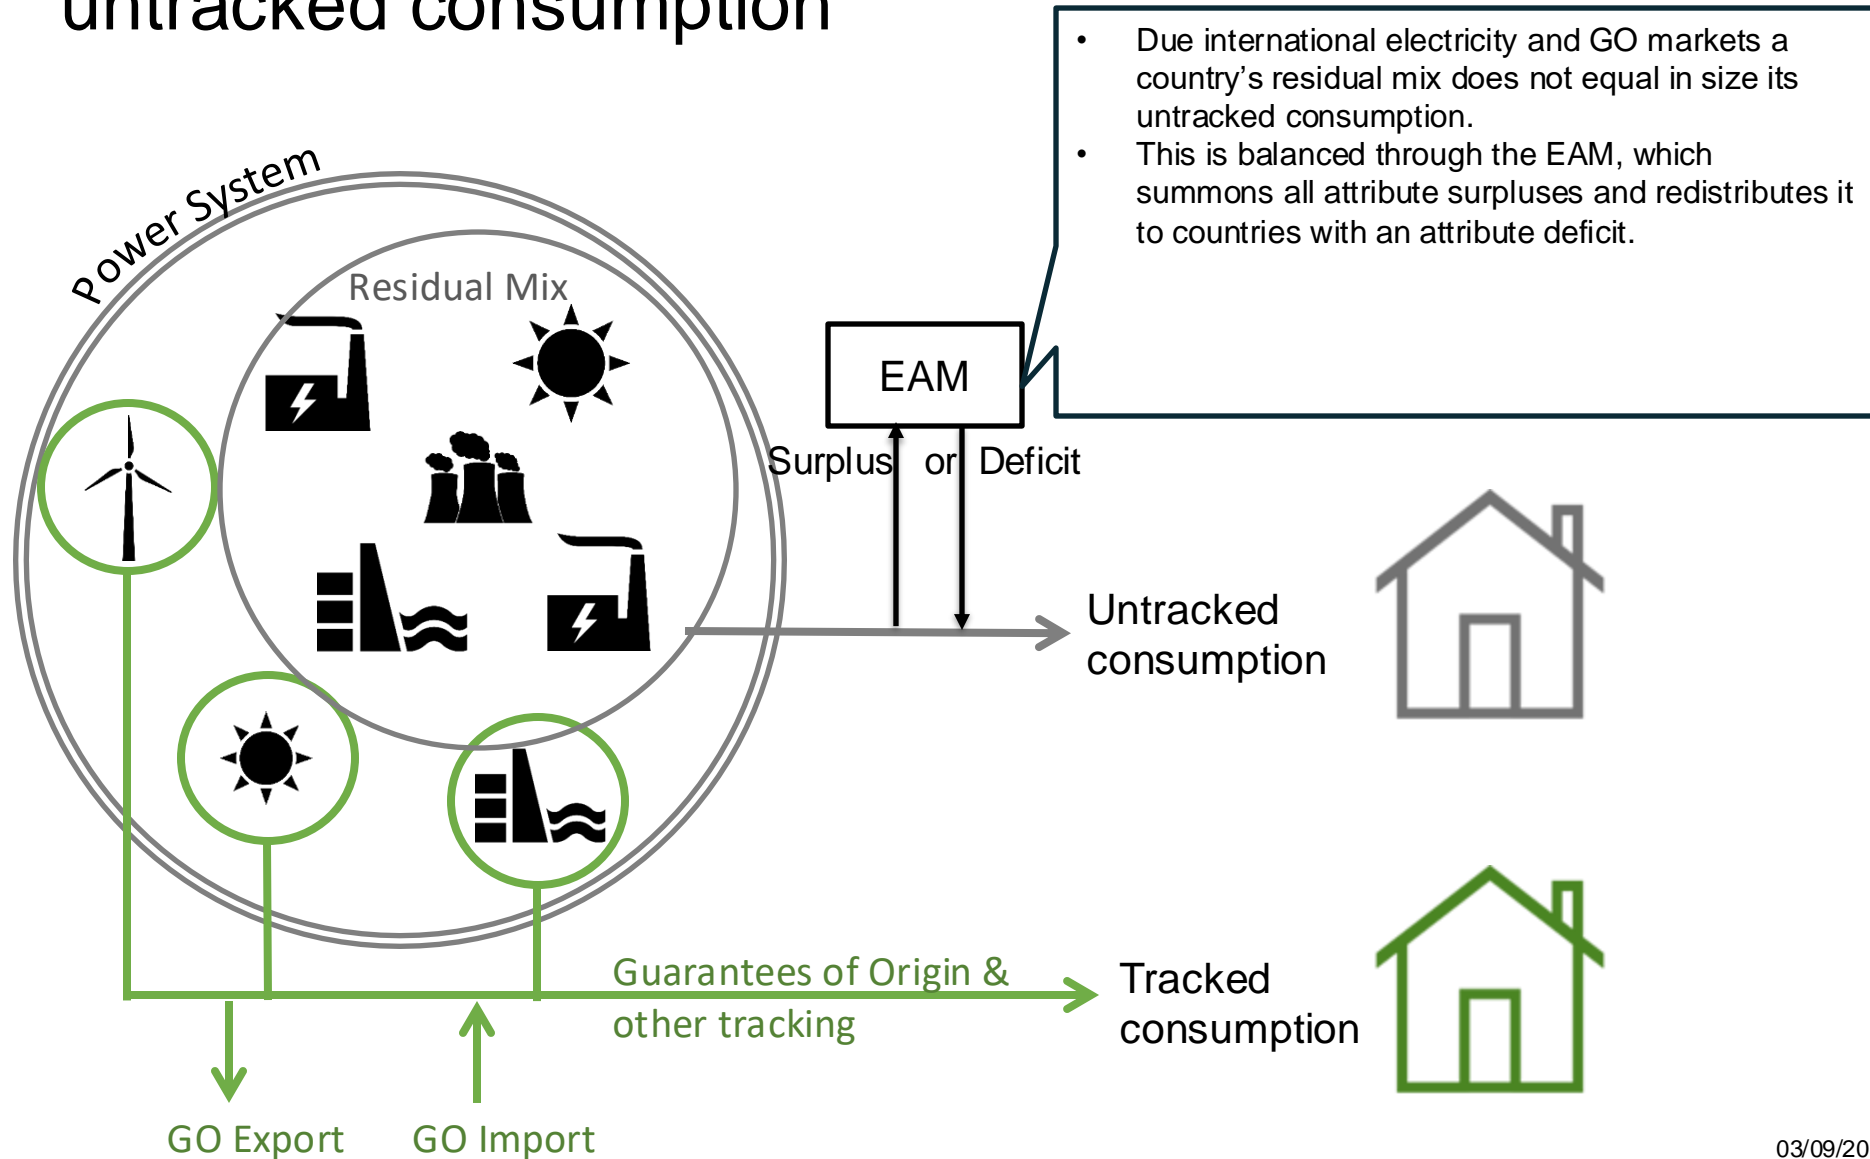 untracked consumption
• Due international electricity and GO markets a
country’s residual mix does not equal in size its
untracked consumption.
• This is balanced through the EAM, which
summons all attribute surpluses and redistributes it
to countries with an attribute deficit.
Power System
Residual Mix
EAM
Surplus or Deficit
Untracked
consumption
Guarantees of Origin &
other tracking
Tracked
consumption
GO Export
GO Import
03/09/20